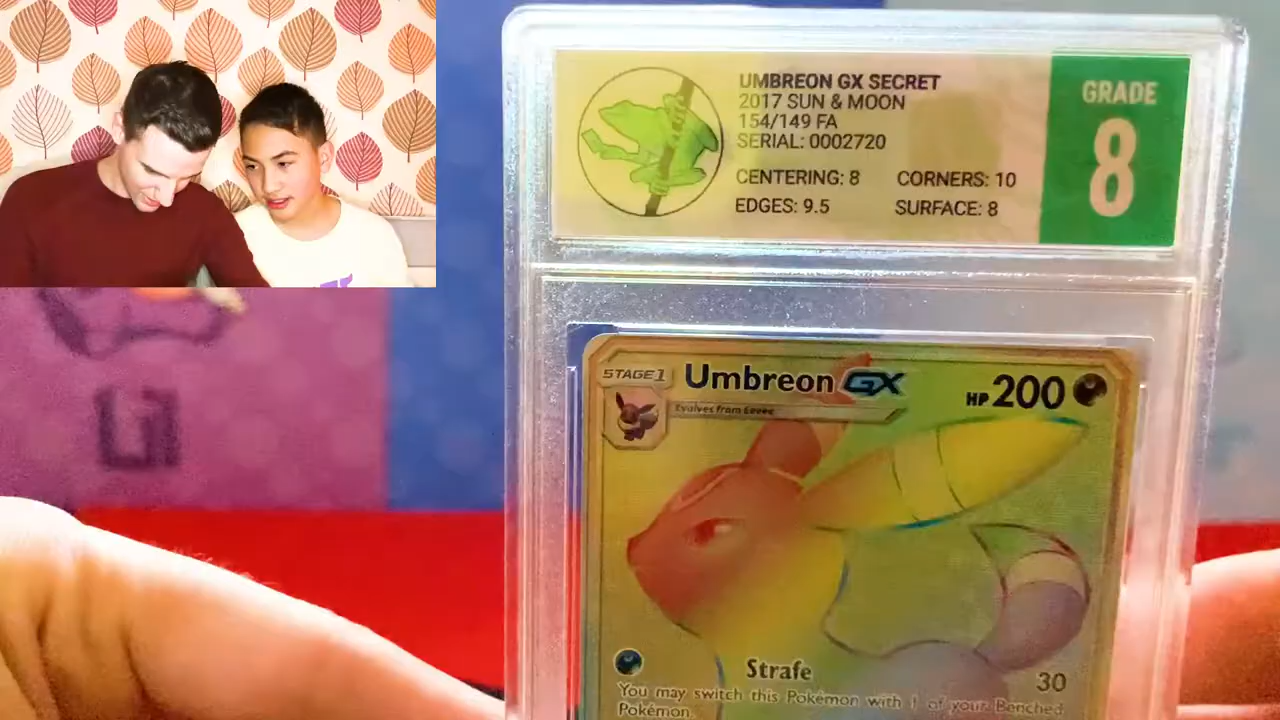 UMBREON GX SECRET
2017 SUN & MOON
154/149 FA
SERIAL: 0002720
CENTERING: 8 CORNERS: 10
EDGES: 9.5 SURFACE: 8
GRADE
8
STAGE 1 Umbreon GX HP 200
Evolves from Eevee
Strafe 30
You may switch this Pokémon with 1 of your Benched
Pokémon.